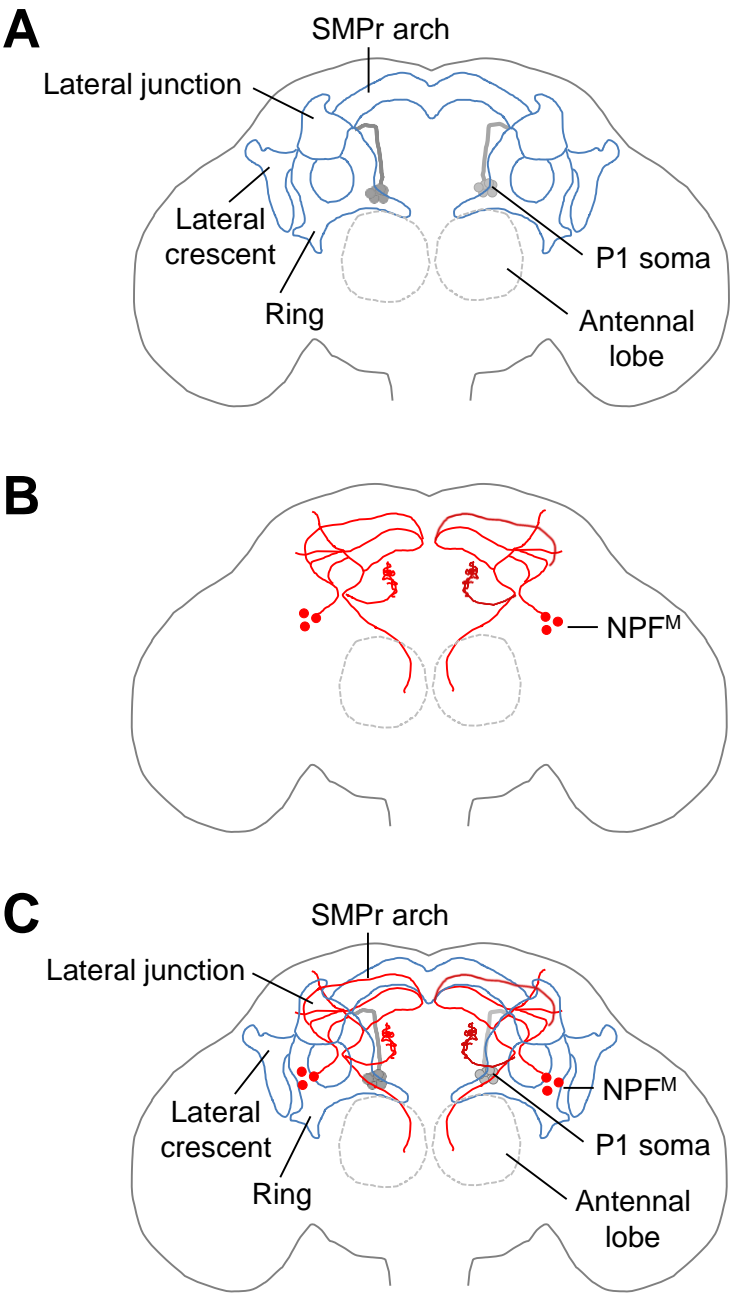 A
SMPr arch
Lateral junction
Lateral
crescent
P1 soma
Ring
Antennal
lobe
B
NPFᴹ
C
SMPr arch
Lateral junction
NPFᴹ
Lateral
crescent
P1 soma
Ring
Antennal
lobe